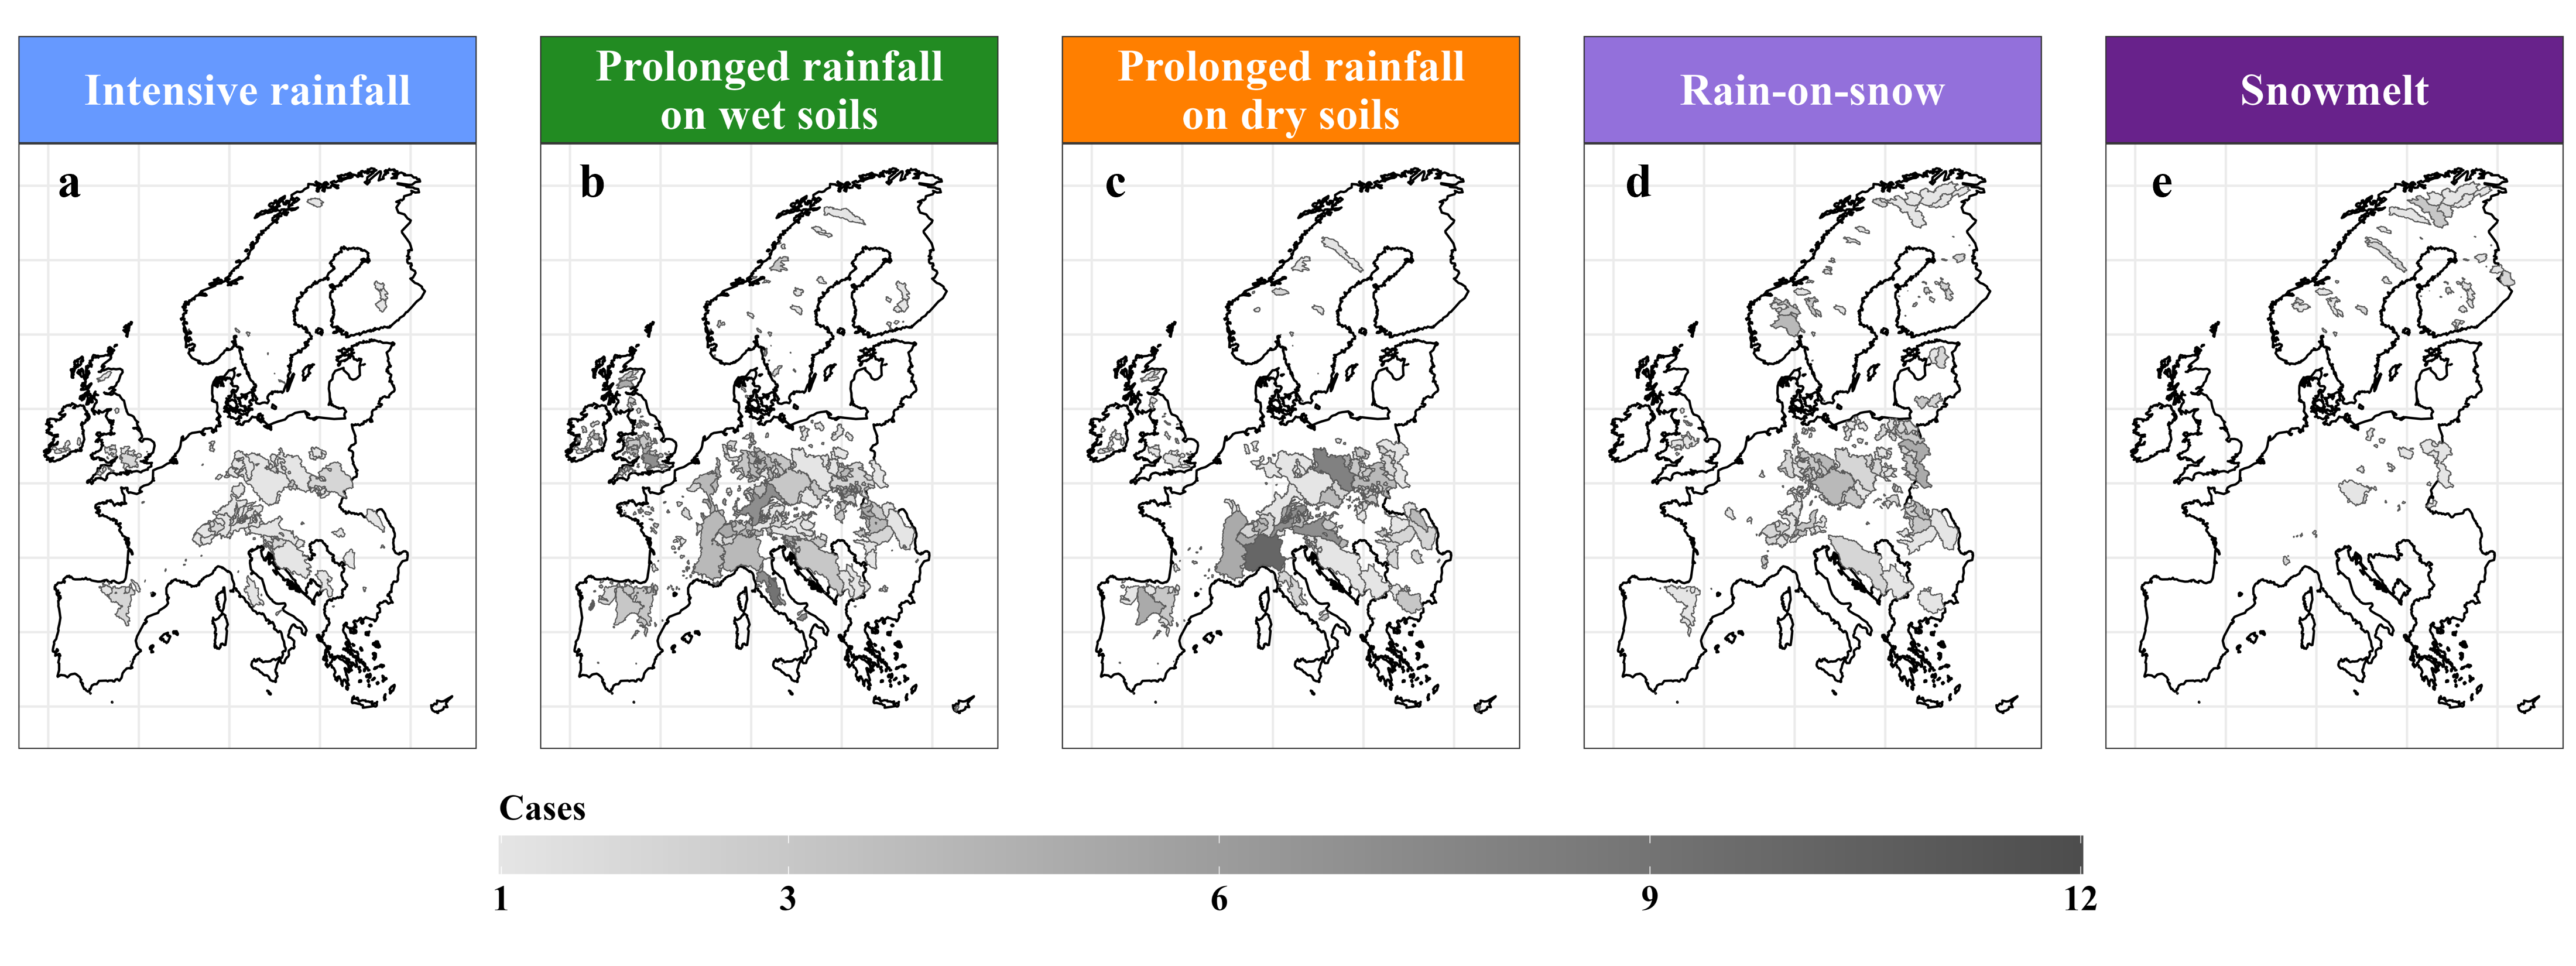 Intensive rainfall
Prolonged rainfall
on wet soils
Prolonged rainfall
on dry soils
Rain-on-snow
Snowmelt
a
b
c
d
e
Cases
1 3 6 9 12